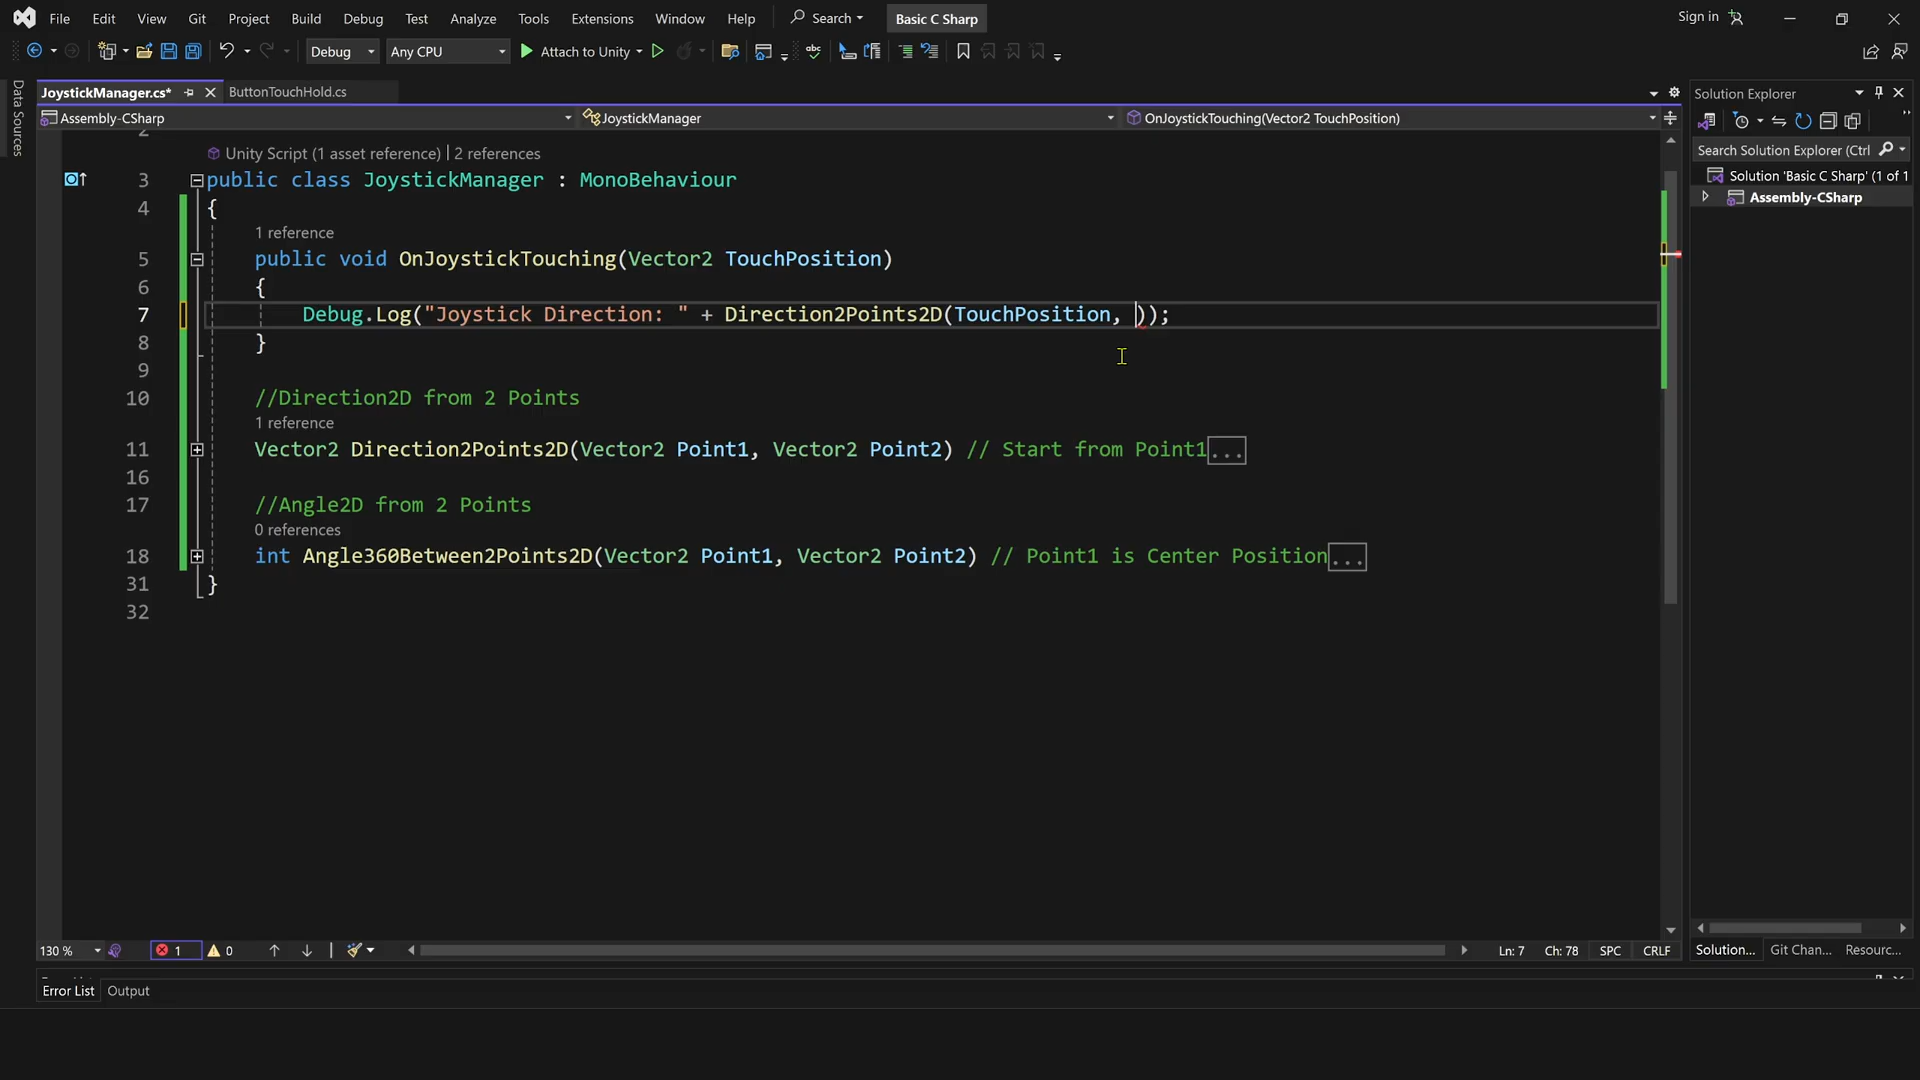 File Edit View Git Project Build Debug Test Analyze Tools Extensions Window Help Search Basic C Sharp Sign in
Debug Any CPU Attach to Unity
Data Sources
JoystickManager.cs* ButtonTouchHold.cs
Assembly-CSharp JoystickManager OnJoystickTouching(Vector2 TouchPosition)
2
Unity Script (1 asset reference) | 2 references
3 public class JoystickManager : MonoBehaviour
4 {
1 reference
5 public void OnJoystickTouching(Vector2 TouchPosition)
6 {
7 Debug.Log("Joystick Direction: " + Direction2Points2D(TouchPosition, ));
8 }
9
10 //Direction2D from 2 Points
1 reference
11 Vector2 Direction2Points2D(Vector2 Point1, Vector2 Point2) // Start from Point1...
16
17 //Angle2D from 2 Points
0 references
18 int Angle360Between2Points2D(Vector2 Point1, Vector2 Point2) // Point1 is Center Position...
31 }
32
130 % 1 0 Ln: 7 Ch: 78 SPC CRLF
Error List Output
Solution Explorer
Search Solution Explorer (Ctrl
Solution 'Basic C Sharp' (1 of 1
Assembly-CSharp
Solution... Git Chan... Resourc...